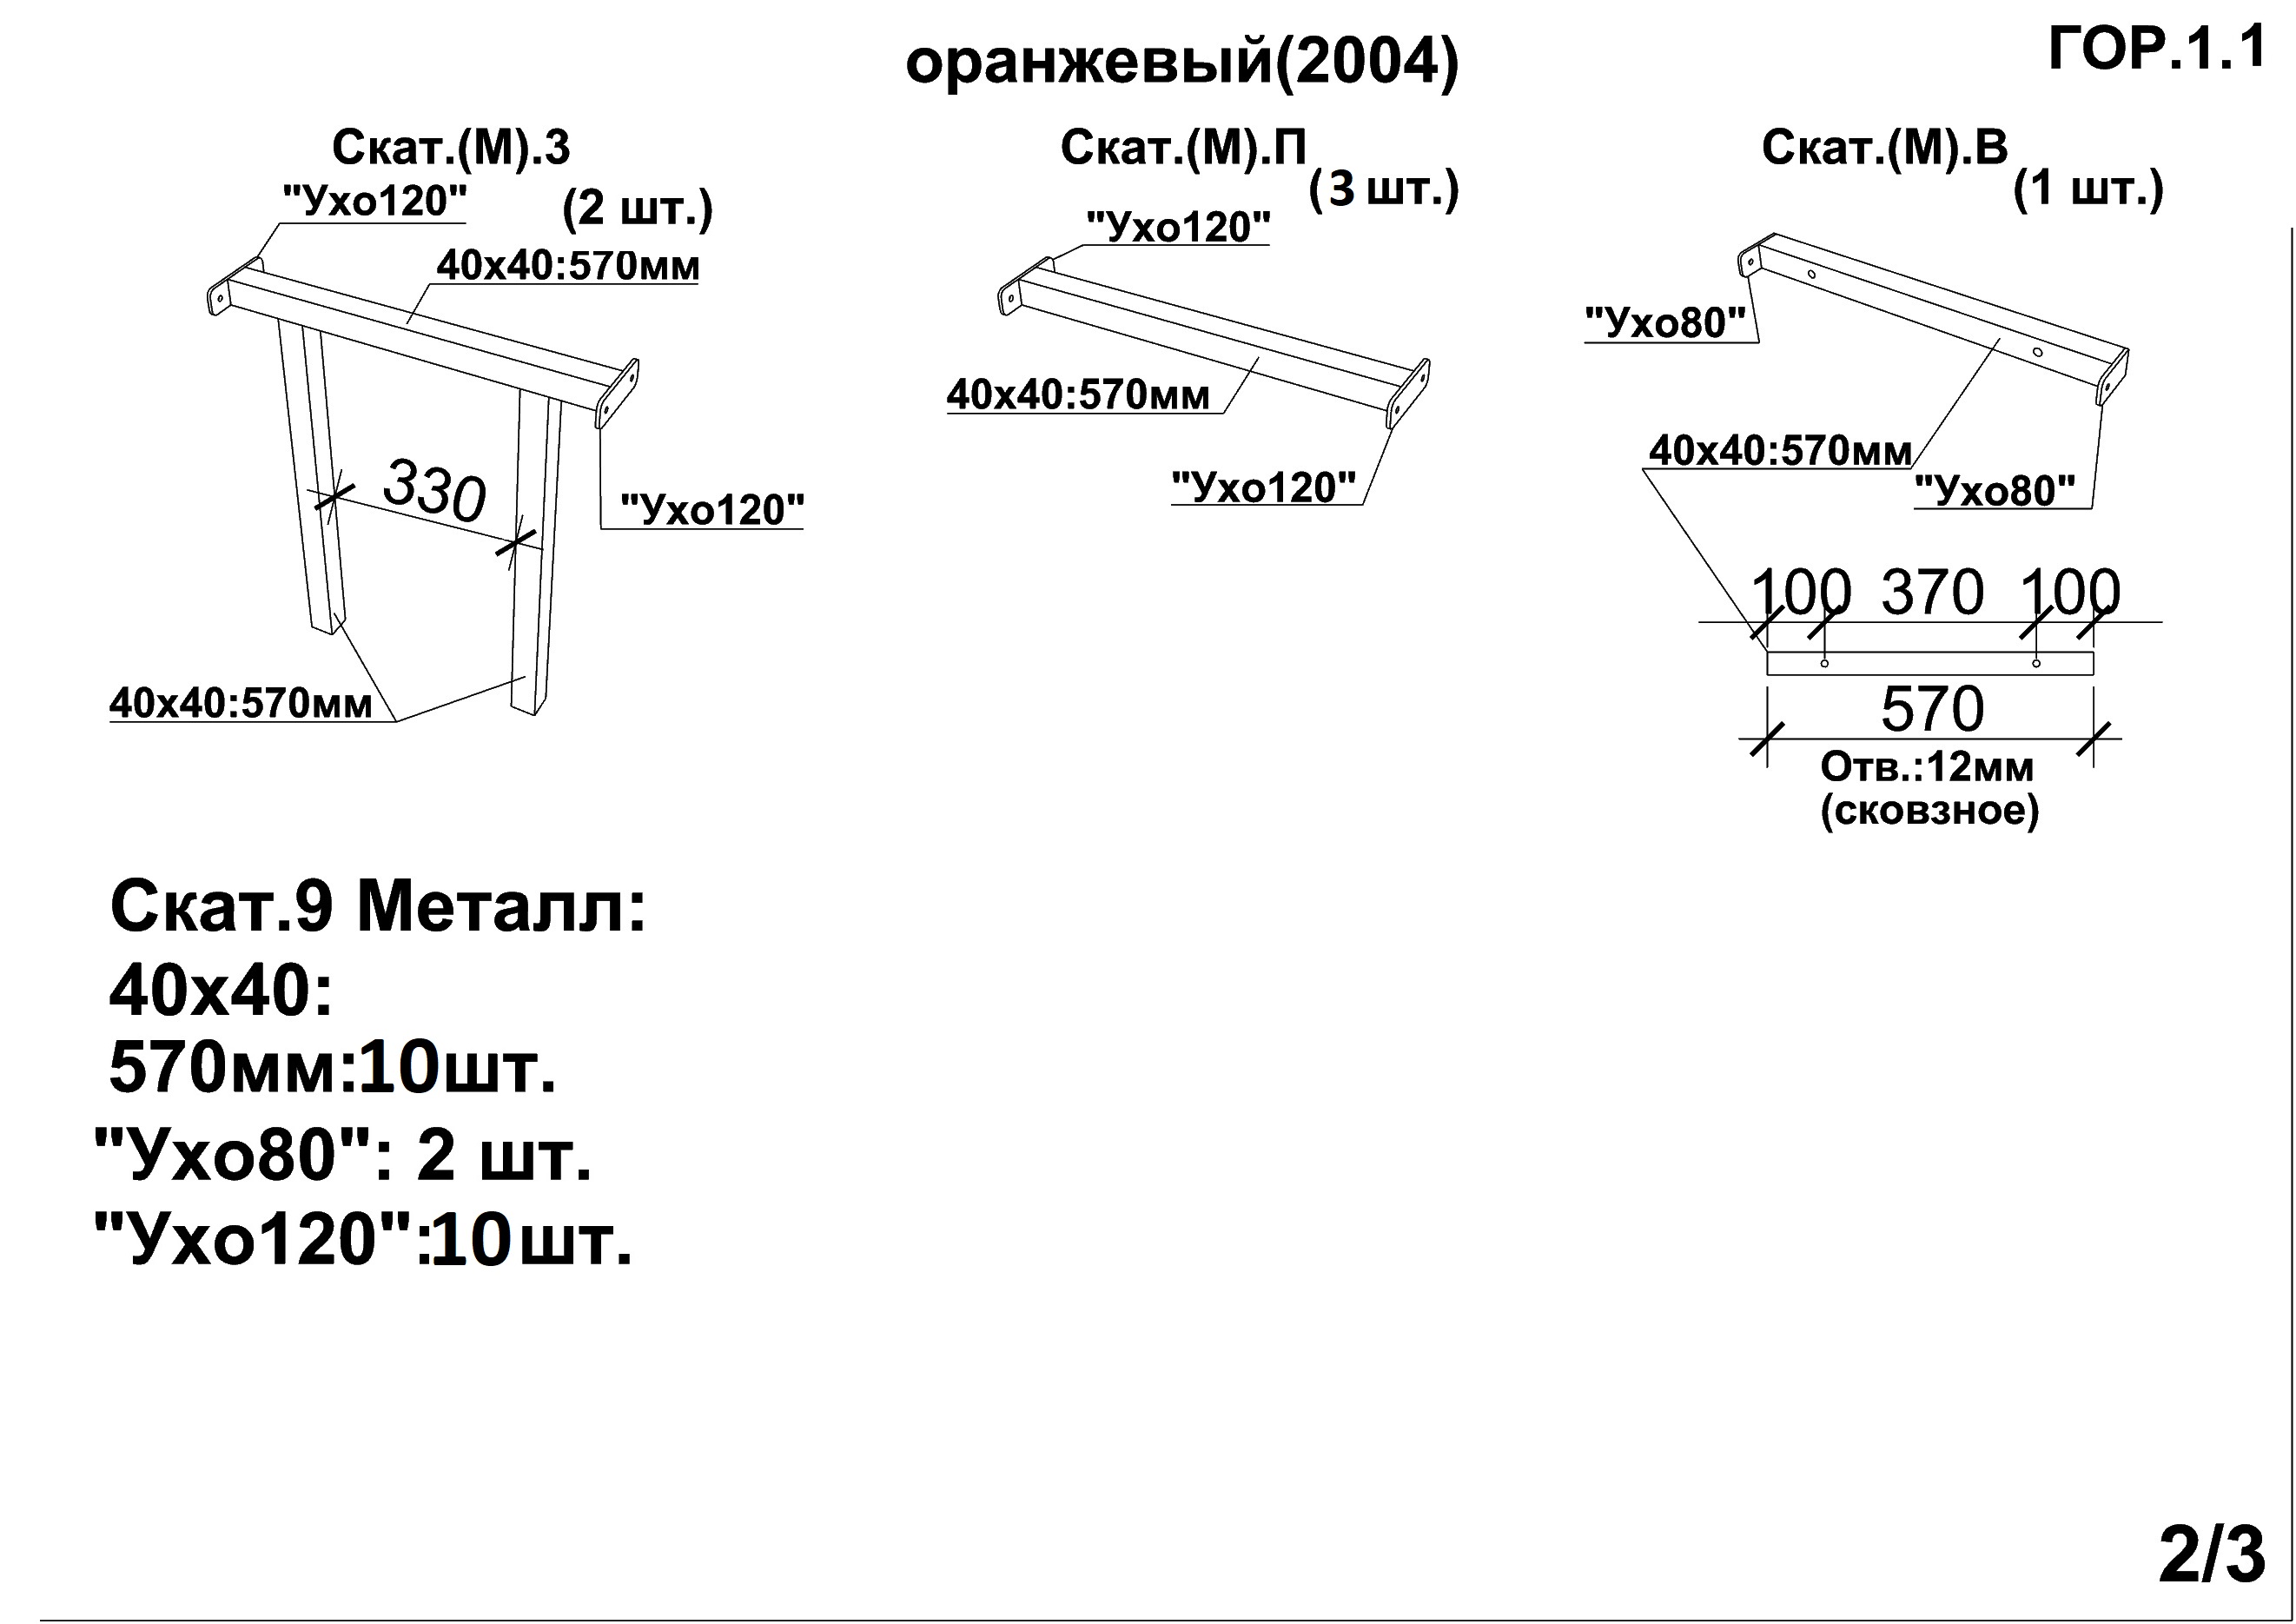 оранжевый(2004)
ГОР.1.1
Скат.(М).З
(2 шт.)
"Ухо120"
40х40:570мм
330
"Ухо120"
40х40:570мм
Скат.(М).П
(3 шт.)
"Ухо120"
40х40:570мм
"Ухо120"
Скат.(М).В
(1 шт.)
"Ухо80"
40х40:570мм
"Ухо80"
100 370 100
570
Отв.:12мм
(сковзное)
Скат.9 Металл:
40х40:
570мм:10шт.
"Ухо80": 2 шт.
"Ухо120":10шт.
2/3